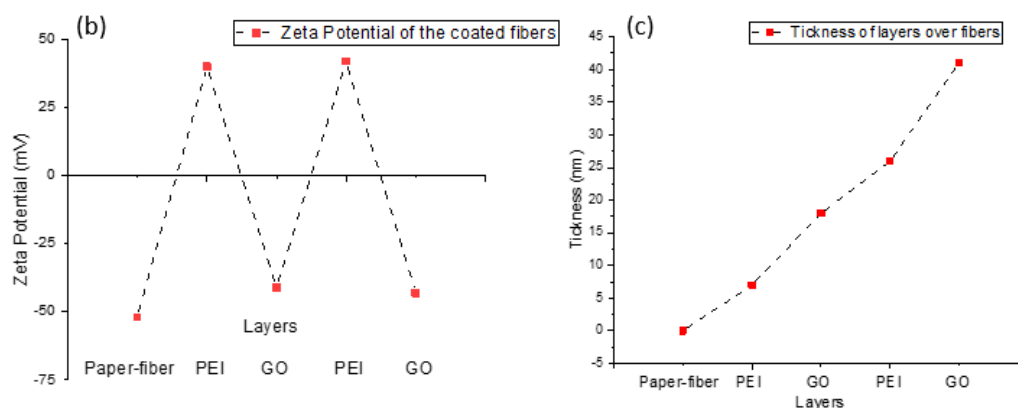 (b)
Zeta Potential of the coated fibers
50
25
0
-25
-50
-75
Zeta Potential (mV)
Layers
Paper-fiber PEI GO PEI GO
(c)
Tickness of layers over fibers
45
40
35
30
25
20
15
10
5
0
-5
Tickness (nm)
Paper-fiber PEI GO PEI GO
Layers